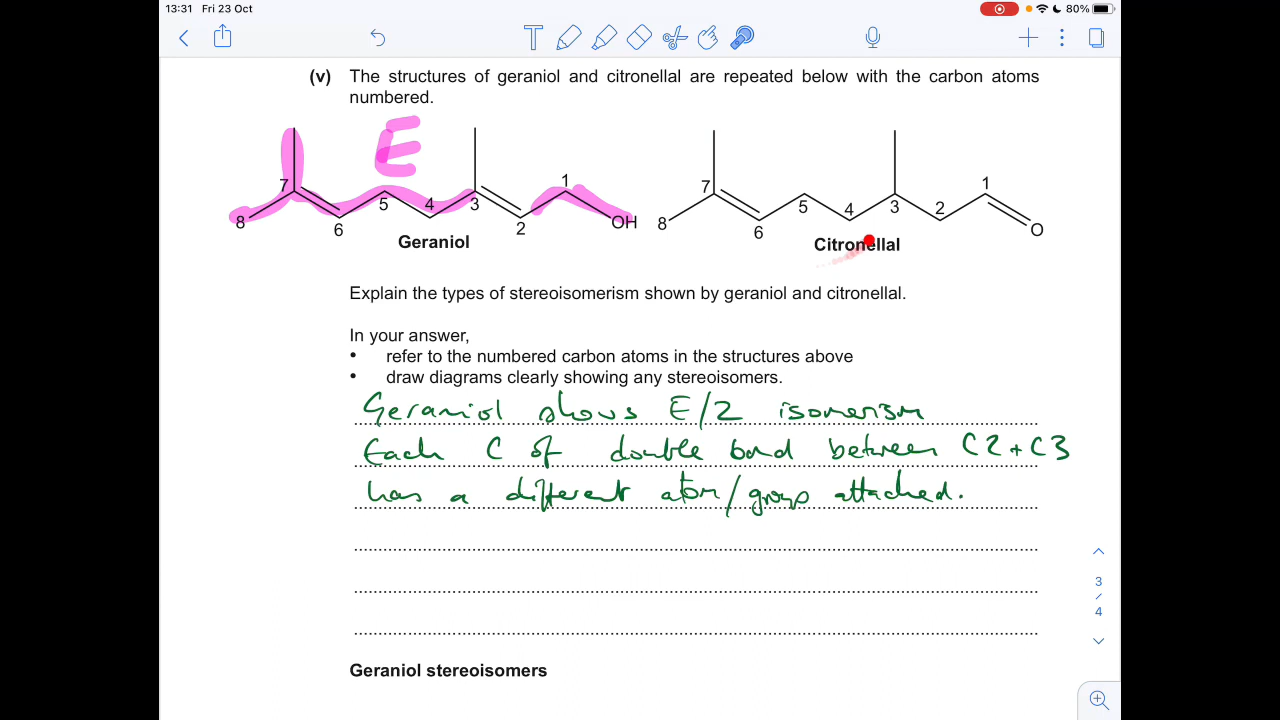 13:31 Fri 23 Oct
80%
(v) The structures of geraniol and citronellal are repeated below with the carbon atoms
numbered.
E
7
8
6
5
4
3
2
1
OH
Geraniol
7
8
6
5
4
3
2
1
O
Citronellal
Explain the types of stereoisomerism shown by geraniol and citronellal.
In your answer,
• refer to the numbered carbon atoms in the structures above
• draw diagrams clearly showing any stereoisomers.
Geraniol shows E/Z isomerism
Each C of double bond between C2 + C3
has a different atom/group attached.
3
/
4
Geraniol stereoisomers